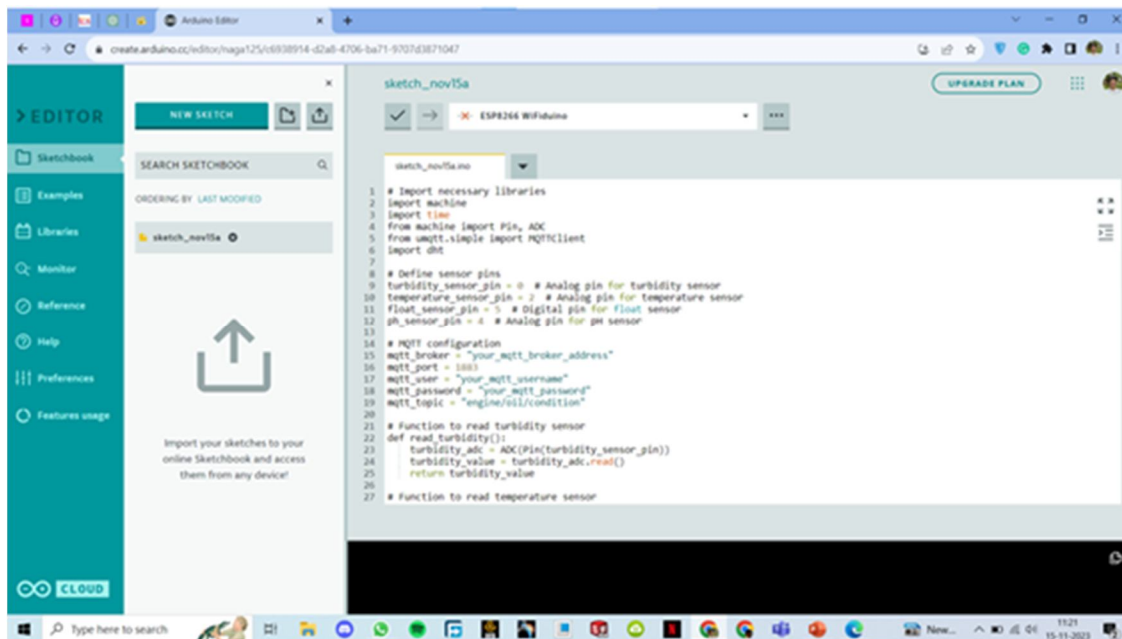 Arduino Editor
create.arduino.cc/editor/naga125/c6938914-d2a8-4706-ba71-9707d3871047
EDITOR
Sketchbook
Examples
Libraries
Monitor
Reference
Help
Preferences
Features usage
CLOUD
NEW SKETCH
SEARCH SKETCHBOOK
ORDERING BY LAST MODIFIED
sketch_nov15a
Import your sketches to your
online Sketchbook and access
them from any device!
sketch_nov15a
UPGRADE PLAN
ESP8266 WiFiduino
sketch_nov15a.ino
1 # Import necessary libraries
2 import machine
3 import time
4 from machine import Pin, ADC
5 from umqtt.simple import MQTTClient
6 import dht
7
8 # Define sensor pins
9 turbidity_sensor_pin = 0 # Analog pin for turbidity sensor
10 temperature_sensor_pin = 2 # Analog pin for temperature sensor
11 float_sensor_pin = 5 # Digital pin for float sensor
12 ph_sensor_pin = 4 # Analog pin for pH sensor
13
14 # MQTT configuration
15 mqtt_broker = "your_mqtt_broker_address"
16 mqtt_port = 1883
17 mqtt_user = "your_mqtt_username"
18 mqtt_password = "your_mqtt_password"
19 mqtt_topic = "engine/oil/condition"
20
21 # Function to read turbidity sensor
22 def read_turbidity():
23 turbidity_adc = ADC(Pin(turbidity_sensor_pin))
24 turbidity_value = turbidity_adc.read()
25 return turbidity_value
26
27 # Function to read temperature sensor
Type here to search
New...
11:21
15-11-2023